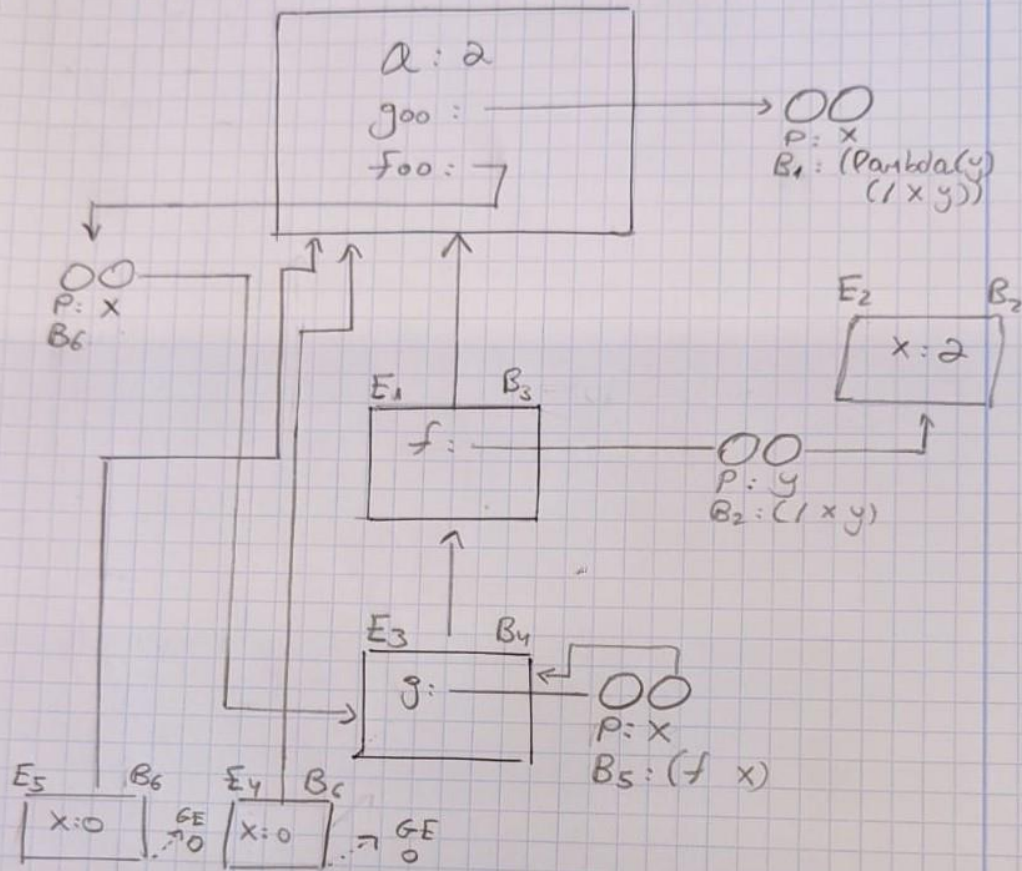 a : 2
goo :
foo :
P: x
B1 : (lambda(y)
(/ x y))
P: x
B6
E2 B2
x : 2
E1 B3
f :
P: y
B2 : (/ x y)
E3 B4
g :
P: x
B5 : (f x)
E5 B6
x : 0
GE
0
E4 B6
x : 0
GE
0